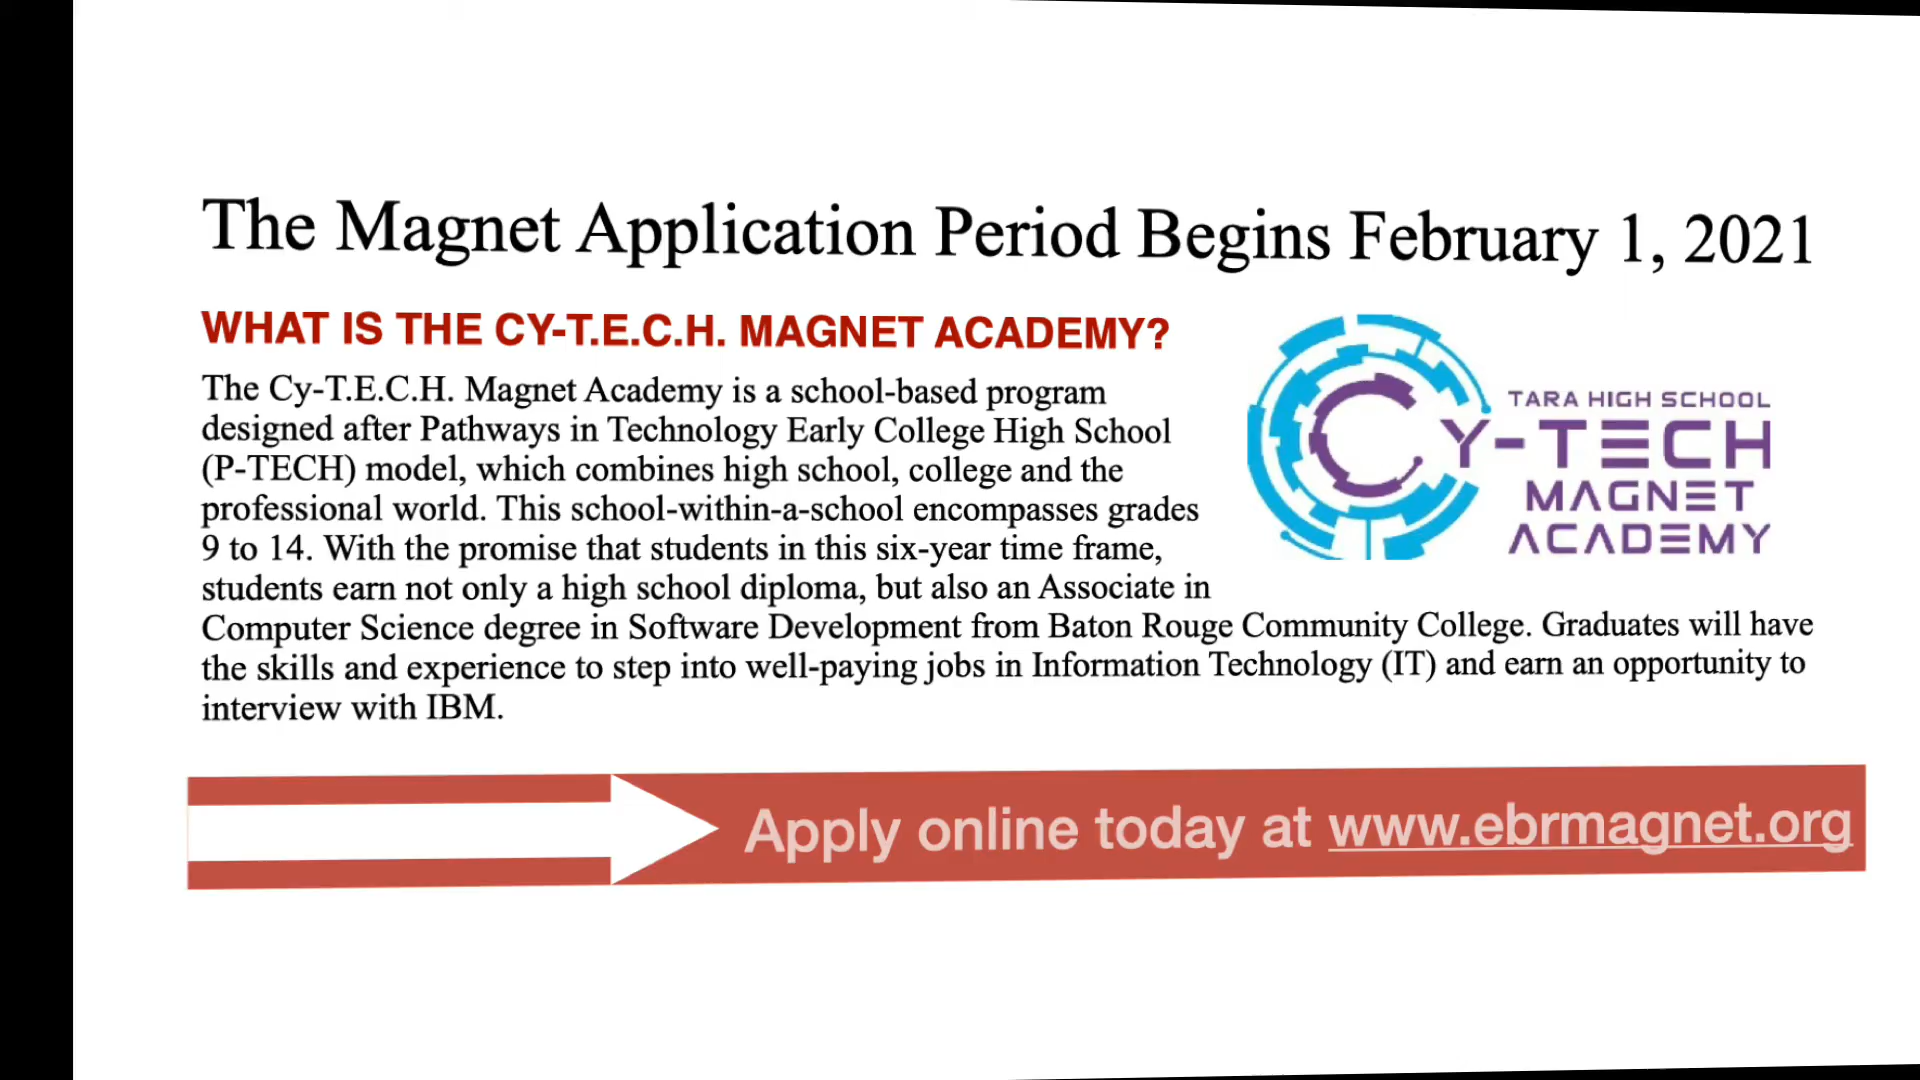 The Magnet Application Period Begins February 1, 2021
WHAT IS THE CY-T.E.C.H. MAGNET ACADEMY?
The Cy-T.E.C.H. Magnet Academy is a school-based program
designed after Pathways in Technology Early College High School
(P-TECH) model, which combines high school, college and the
professional world. This school-within-a-school encompasses grades
9 to 14. With the promise that students in this six-year time frame,
students earn not only a high school diploma, but also an Associate in
Computer Science degree in Software Development from Baton Rouge Community College. Graduates will have
the skills and experience to step into well-paying jobs in Information Technology (IT) and earn an opportunity to
interview with IBM.
TARA HIGH SCHOOL
CY-TECH
MAGNET
ACADEMY
Apply online today at www.ebrmagnet.org